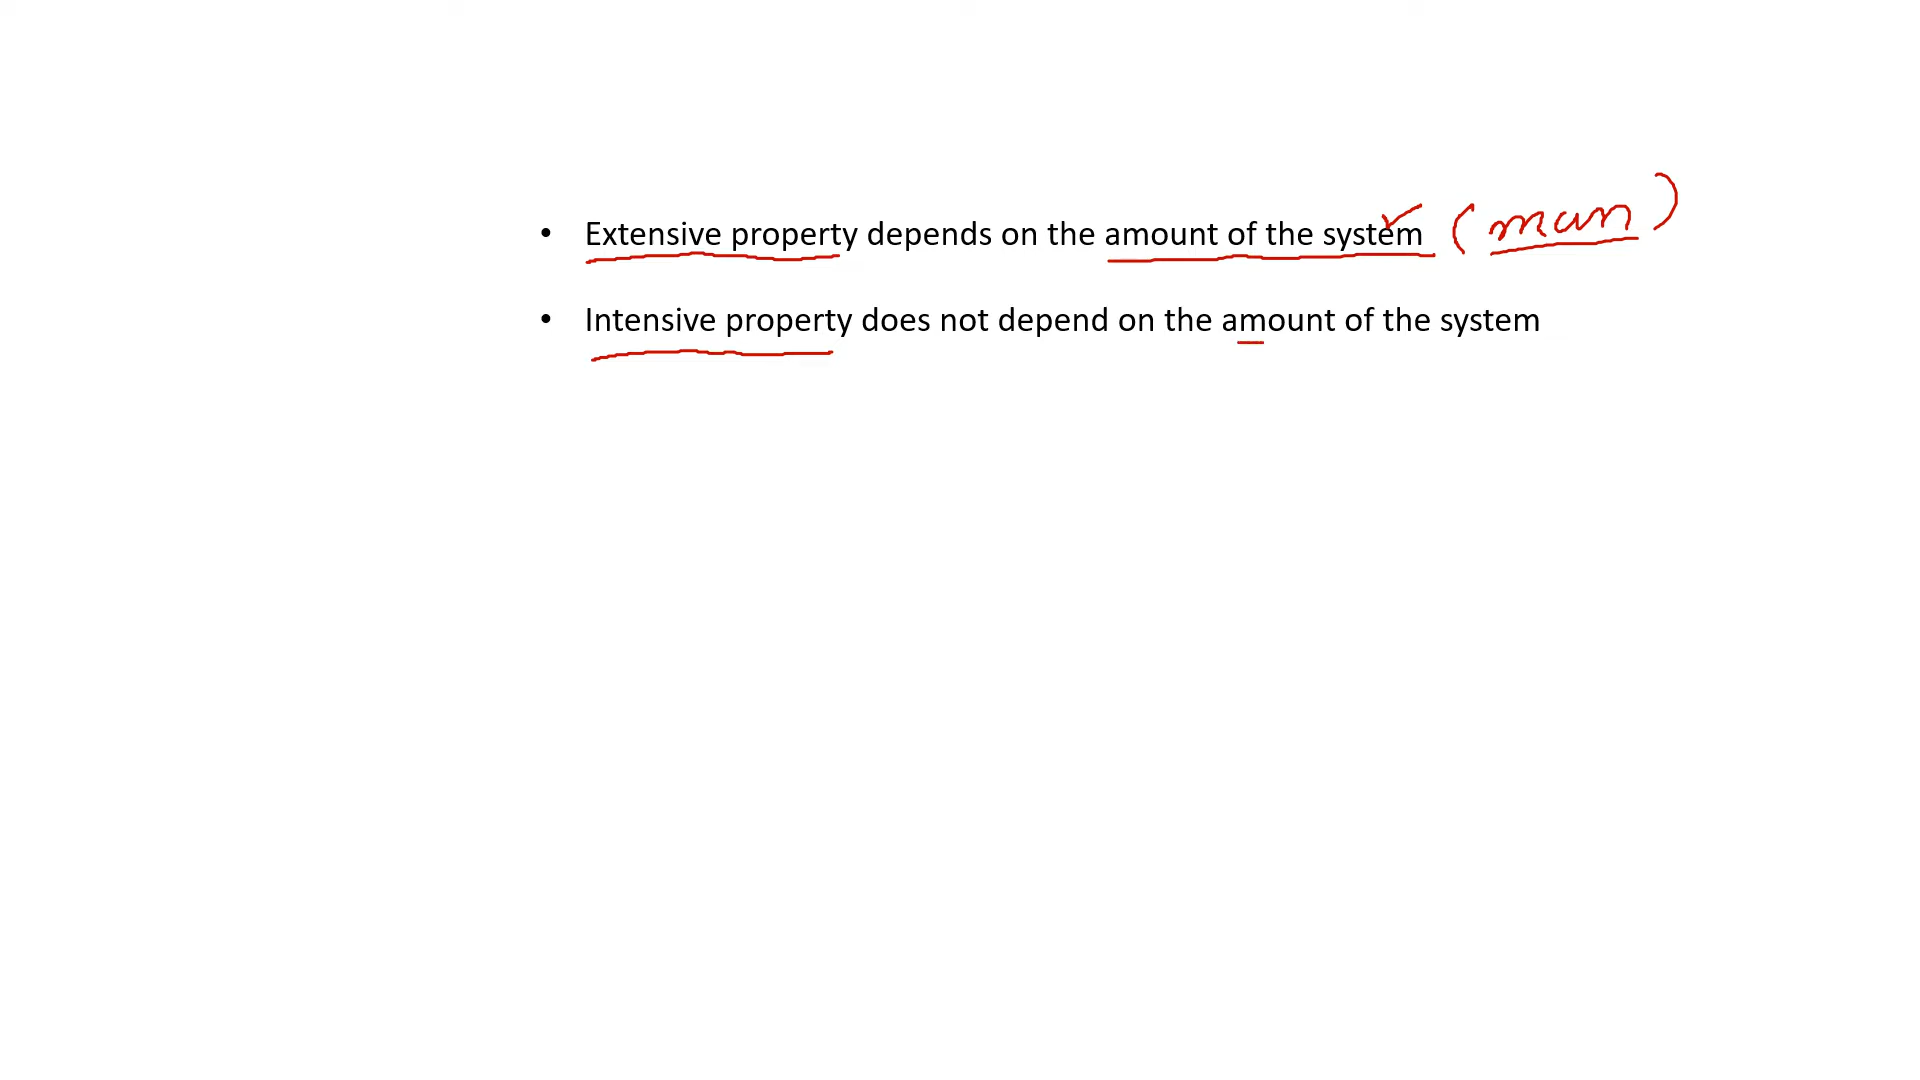 • Extensive property depends on the amount of the system (mass)
• Intensive property does not depend on the amount of the system